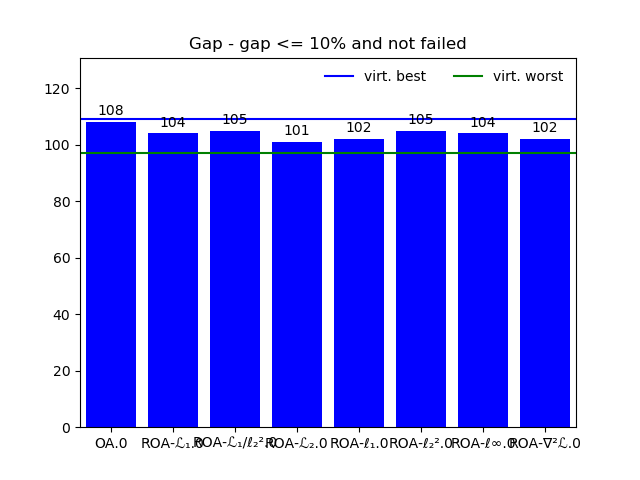 Gap - gap <= 10% and not failed
virt. best virt. worst
120
100
80
60
40
20
0
108 104 105 101 102 105 104 102
OA.0 ROA-ℒ₁.0 ROA-ℒ₁/ℓ₂².0 ROA-ℒ₂.0 ROA-ℓ₁.0 ROA-ℓ₂².0 ROA-ℓ∞.0 ROA-∇²ℒ.0